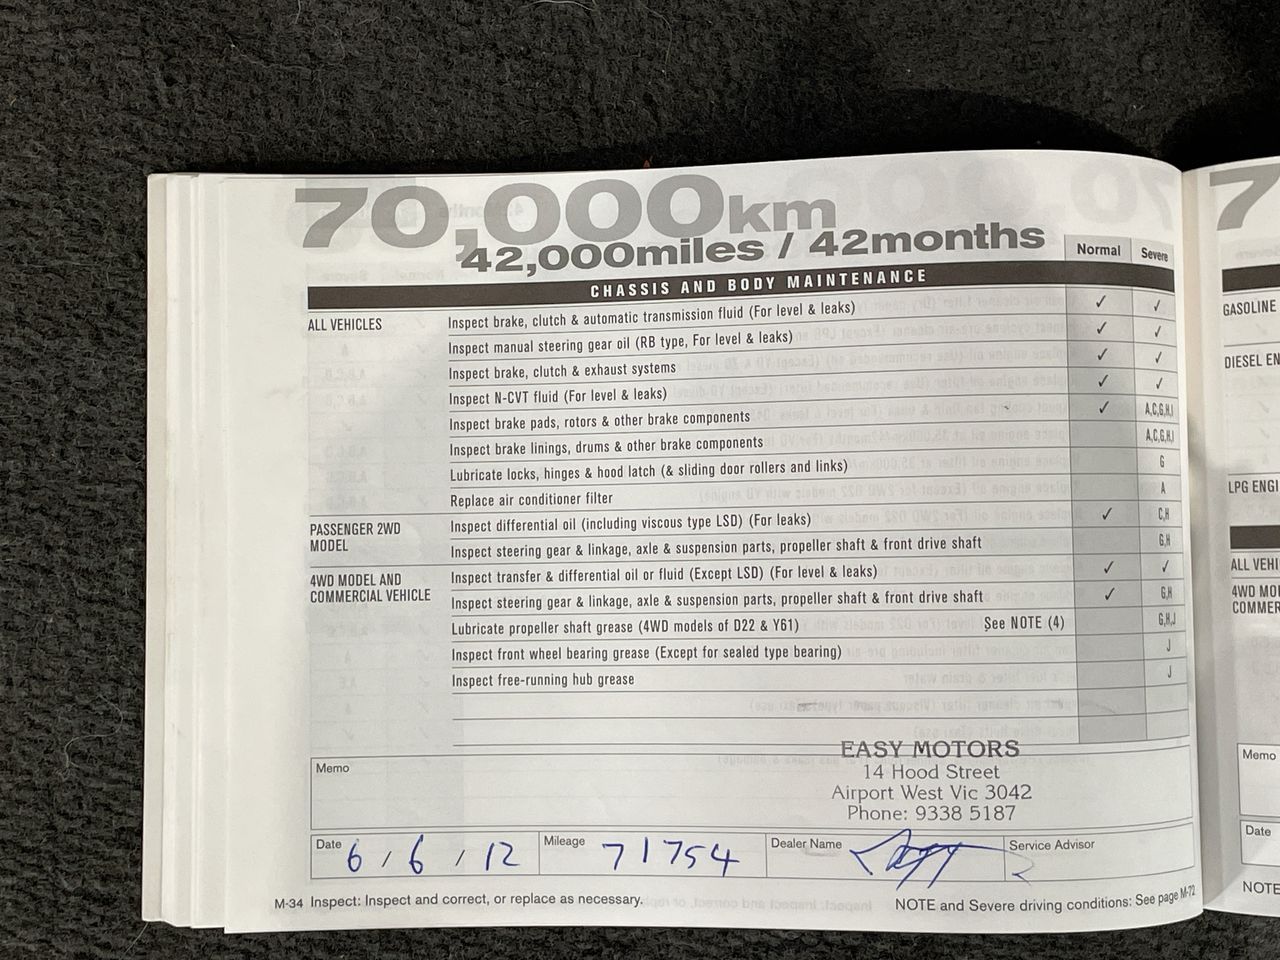 70,000km
42,000miles / 42months
Normal Severe
CHASSIS AND BODY MAINTENANCE
ALL VEHICLES
Inspect brake, clutch & automatic transmission fluid (For level & leaks) ✓ ✓
Inspect manual steering gear oil (RB type, For level & leaks) ✓ ✓
Inspect brake, clutch & exhaust systems ✓ ✓
Inspect N-CVT fluid (For level & leaks) ✓ ✓
Inspect brake pads, rotors & other brake components ✓ A,C,G,H,I
Inspect brake linings, drums & other brake components A,C,G,H,I
Lubricate locks, hinges & hood latch (& sliding door rollers and links) G
Replace air conditioner filter A
PASSENGER 2WD
MODEL
Inspect differential oil (including viscous type LSD) (For leaks) ✓ C,H
Inspect steering gear & linkage, axle & suspension parts, propeller shaft & front drive shaft G,H
4WD MODEL AND
COMMERCIAL VEHICLE
Inspect transfer & differential oil or fluid (Except LSD) (For level & leaks) ✓ ✓
Inspect steering gear & linkage, axle & suspension parts, propeller shaft & front drive shaft ✓ G,H
Lubricate propeller shaft grease (4WD models of D22 & Y61) See NOTE (4) G,H,J
Inspect front wheel bearing grease (Except for sealed type bearing) J
Inspect free-running hub grease J
Memo
EASY MOTORS
14 Hood Street
Airport West Vic 3042
Phone: 9338 5187
Date 6 / 6 / 12 Mileage 71754 Dealer Name Service Advisor
M-34 Inspect: Inspect and correct, or replace as necessary. NOTE and Severe driving conditions: See page M-72
7
GASOLINE
DIESEL EN
LPG ENGI
ALL VEHI
4WD MO
COMMER
Memo
Date
NOTE